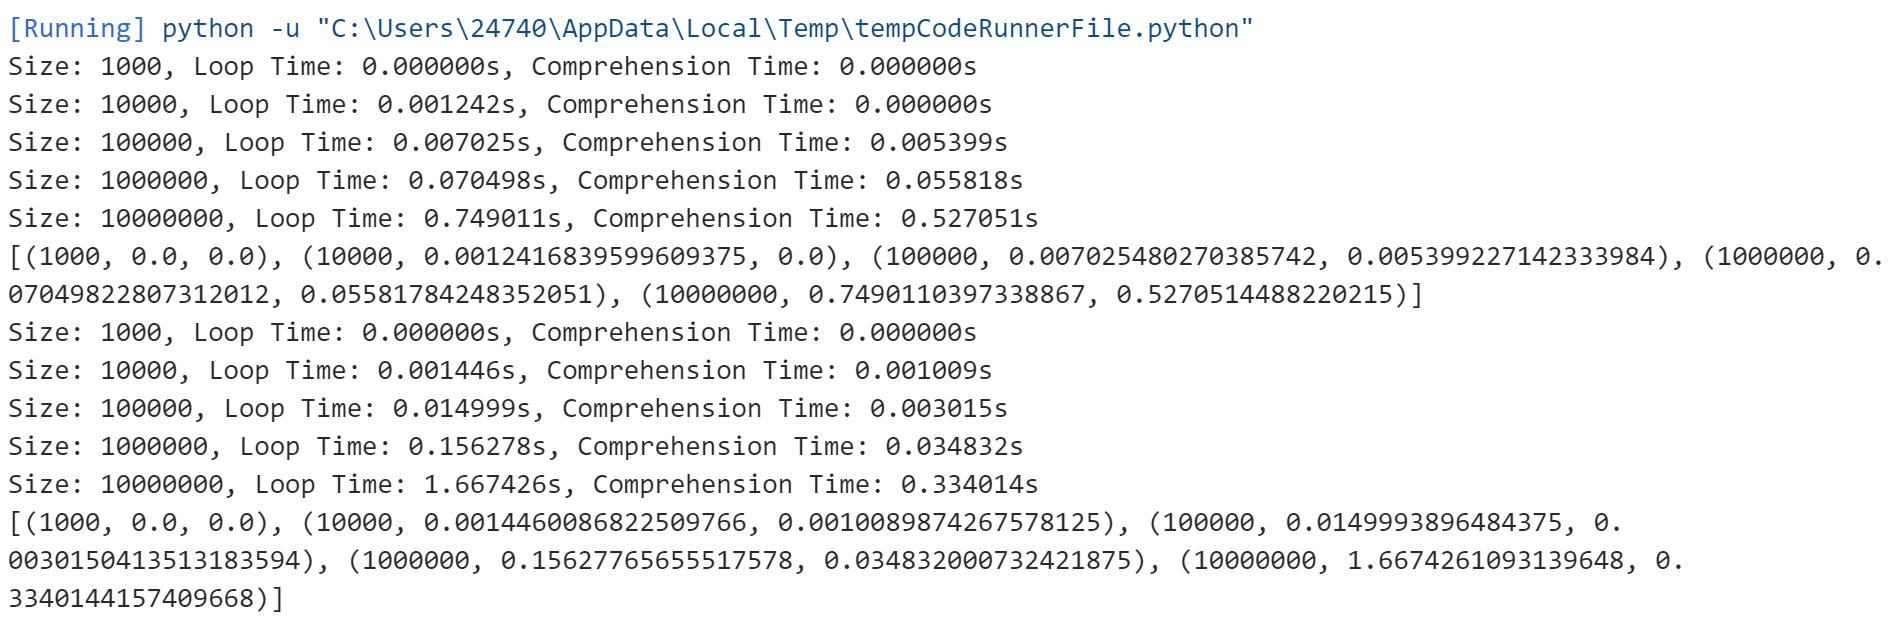 [Running] python -u "C:\Users\24740\AppData\Local\Temp\tempCodeRunnerFile.python"
Size: 1000, Loop Time: 0.000000s, Comprehension Time: 0.000000s
Size: 10000, Loop Time: 0.001242s, Comprehension Time: 0.000000s
Size: 100000, Loop Time: 0.007025s, Comprehension Time: 0.005399s
Size: 1000000, Loop Time: 0.070498s, Comprehension Time: 0.055818s
Size: 10000000, Loop Time: 0.749011s, Comprehension Time: 0.527051s
[(1000, 0.0, 0.0), (10000, 0.0012416839599609375, 0.0), (100000, 0.007025480270385742, 0.005399227142333984), (1000000, 0.
07049822807312012, 0.05581784248352051), (10000000, 0.7490110397338867, 0.5270514488220215)]
Size: 1000, Loop Time: 0.000000s, Comprehension Time: 0.000000s
Size: 10000, Loop Time: 0.001446s, Comprehension Time: 0.001009s
Size: 100000, Loop Time: 0.014999s, Comprehension Time: 0.003015s
Size: 1000000, Loop Time: 0.156278s, Comprehension Time: 0.034832s
Size: 10000000, Loop Time: 1.667426s, Comprehension Time: 0.334014s
[(1000, 0.0, 0.0), (10000, 0.0014460086822509766, 0.0010089874267578125), (100000, 0.0149993896484375, 0.
0030150413513183594), (1000000, 0.15627765655517578, 0.034832000732421875), (10000000, 1.6674261093139648, 0.
3340144157409668)]